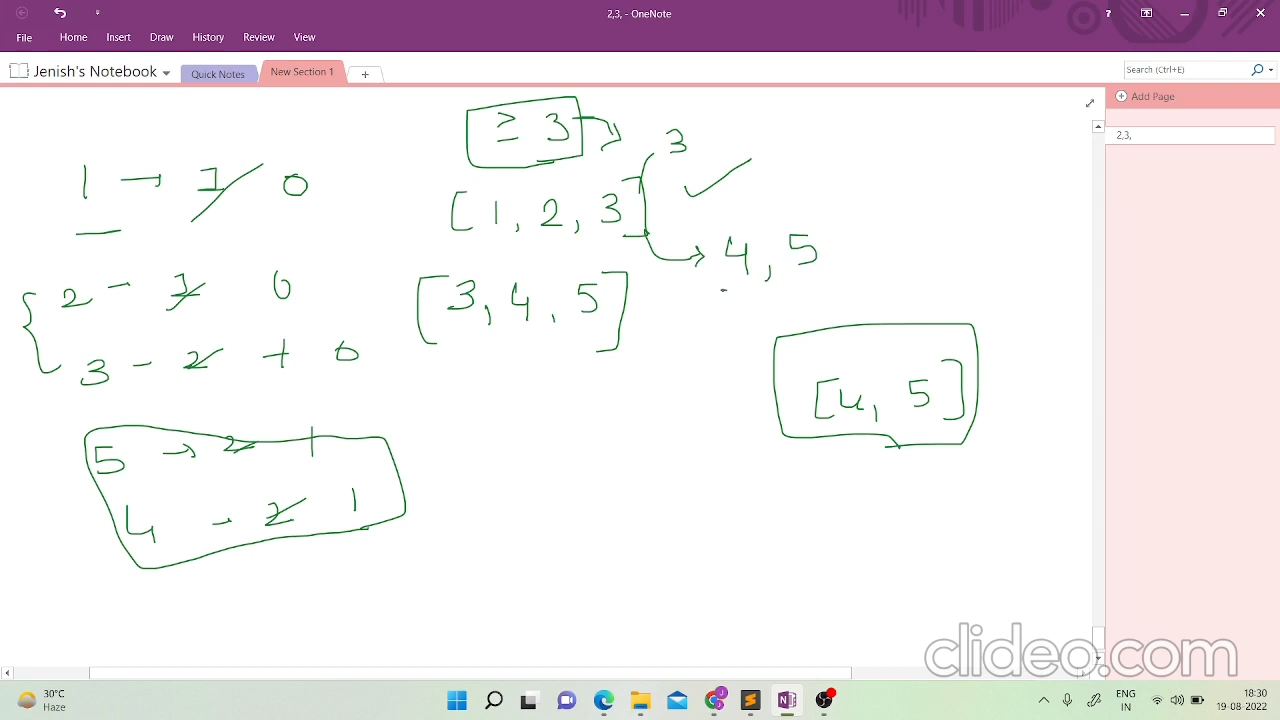 2,3, - OneNote
File Home Insert Draw History Review View
Jenish's Notebook Quick Notes New Section 1 +
Search (Ctrl+E)
Add Page
2,3,
≥ 3
3
1 → 1 0
[1, 2, 3]
4, 5
2 - 1 0
[3, 4, 5]
3 - 2 1 0
[4, 5]
5 → 2 1
4 - 2 1
clideo.com
30°C
Haze
ENG
IN
18:30
19-08-2022